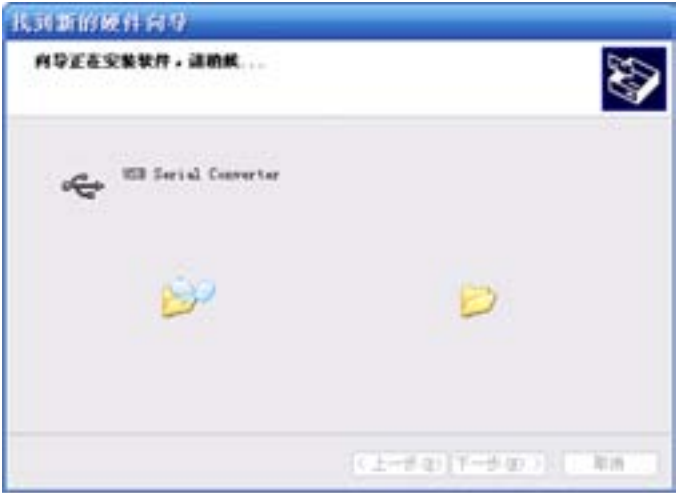 找到新的硬件向导
向导正在安装软件，请稍候...
USB Serial Converter
< 上一步(B) 下一步(N) > 取消